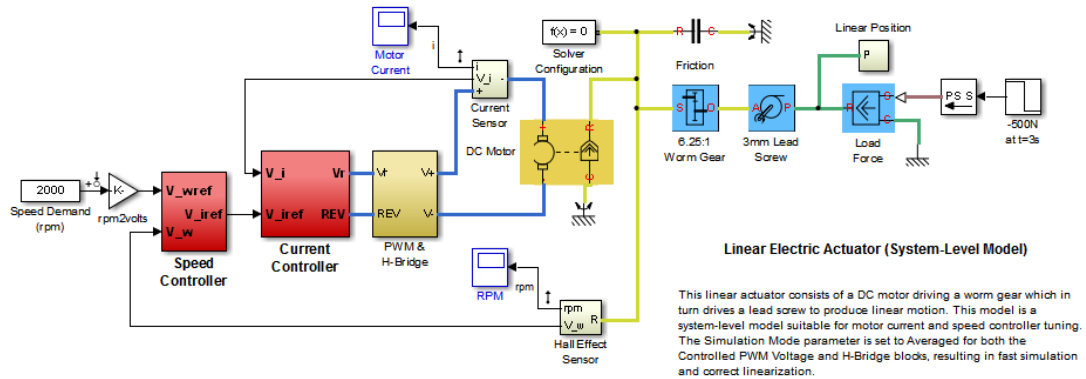 f(x) = 0
Solver
Configuration
R
C
Friction
Linear Position
P
Motor
Current
i
i
V_i
-
+
Current
Sensor
DC Motor
+
-
R
C
S
O
6.25:1
Worm Gear
A
P
3mm Lead
Screw
R
S
C
Load
Force
PS S
-500N
at t=3s
2000
Speed Demand
(rpm)
K-
rpm2volts
V_wref
V_iref
V_w
Speed
Controller
V_i
Vr
V_iref
REV
Current
Controller
Vr
V+
REV
V-
PWM &
H-Bridge
RPM
rpm
rpm
V_w
R
Hall Effect
Sensor
Linear Electric Actuator (System-Level Model)
This linear actuator consists of a DC motor driving a worm gear which in
turn drives a lead screw to produce linear motion. This model is a
system-level model suitable for motor current and speed controller tuning.
The Simulation Mode parameter is set to Averaged for both the
Controlled PWM Voltage and H-Bridge blocks, resulting in fast simulation
and correct linearization.